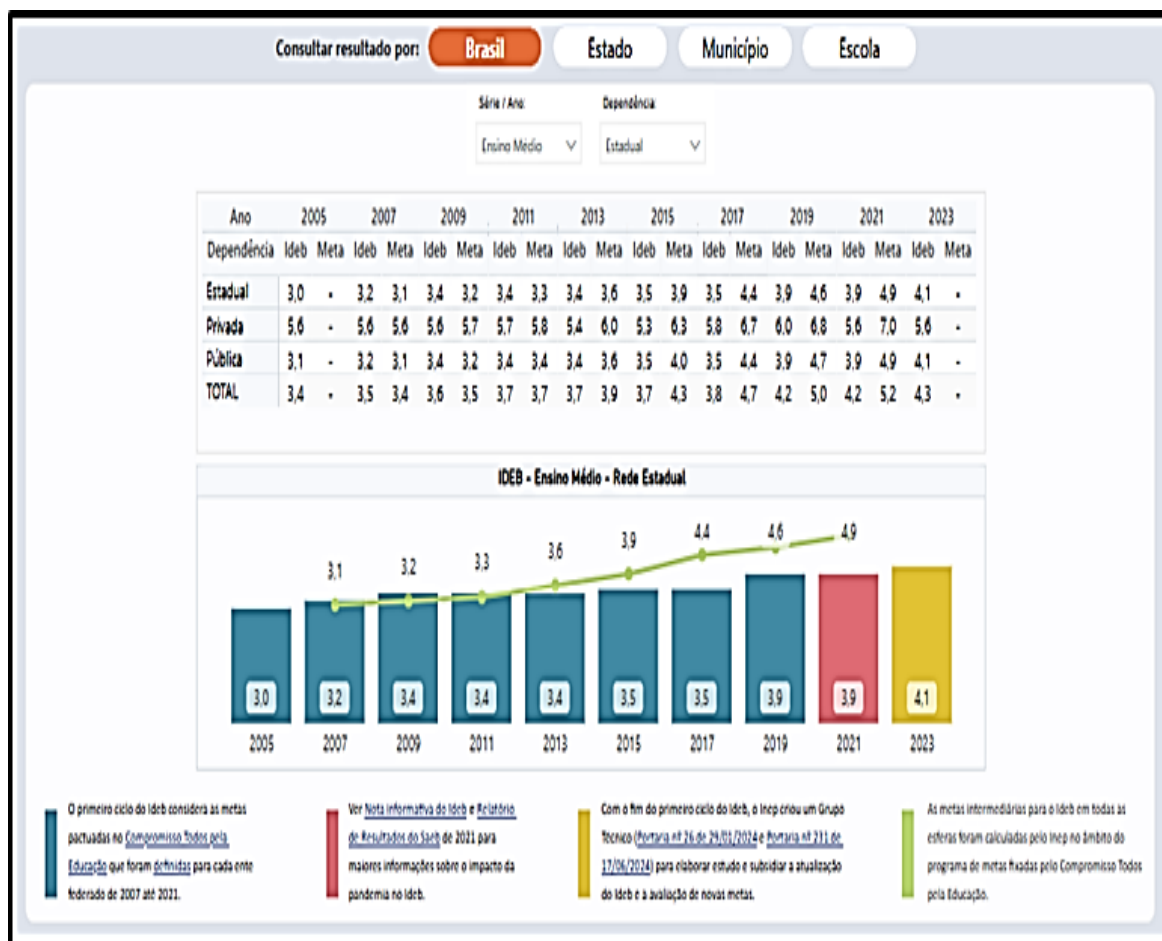 Consultar resultado por: Brasil Estado Município Escola
Série / Ano: Dependência:
Ensino Médio Estadual
Ano 2005 2007 2009 2011 2013 2015 2017 2019 2021 2023
Dependência Ideb Meta Ideb Meta Ideb Meta Ideb Meta Ideb Meta Ideb Meta Ideb Meta Ideb Meta Ideb Meta Ideb Meta
Estadual 3,0 - 3,2 3,1 3,4 3,2 3,4 3,3 3,4 3,6 3,5 3,9 3,5 4,4 3,9 4,6 3,9 4,9 4,1 -
Privada 5,6 - 5,6 5,6 5,6 5,7 5,7 5,8 5,4 6,0 5,3 6,3 5,8 6,7 6,0 6,8 5,6 7,0 5,6 -
Pública 3,1 - 3,2 3,1 3,4 3,2 3,4 3,4 3,4 3,6 3,5 4,0 3,5 4,4 3,9 4,7 3,9 4,9 4,1 -
TOTAL 3,4 - 3,5 3,4 3,6 3,5 3,7 3,7 3,7 3,9 3,7 4,3 3,8 4,7 4,2 5,0 4,2 5,2 4,3 -
IDEB - Ensino Médio - Rede Estadual
3,1 3,2 3,3 3,6 3,9 4,4 4,6 4,9
3,0 3,2 3,4 3,4 3,4 3,5 3,5 3,9 3,9 4,1
2005 2007 2009 2011 2013 2015 2017 2019 2021 2023
O primeiro ciclo do Ideb considera as metas
pactuadas no Compromisso Todos pela
Educação que foram definidas para cada ente
federado de 2007 até 2021.
Ver Nota Informativa do Ideb e Relatório
de Resultados do Saeb de 2021 para
maiores informações sobre o impacto da
pandemia no Ideb.
Com o fim do primeiro ciclo do Ideb, o Inep criou um Grupo
Técnico (Portaria nº 26 de 29/01/2024 e Portaria nº 231 de
17/06/2024) para elaborar estudo e subsidiar a atualização
do Ideb e a avaliação de novas metas.
As metas intermediárias para o Ideb em todas as
esferas foram calculadas pelo Inep no âmbito do
programa de metas fixadas pelo Compromisso Todos
pela Educação.